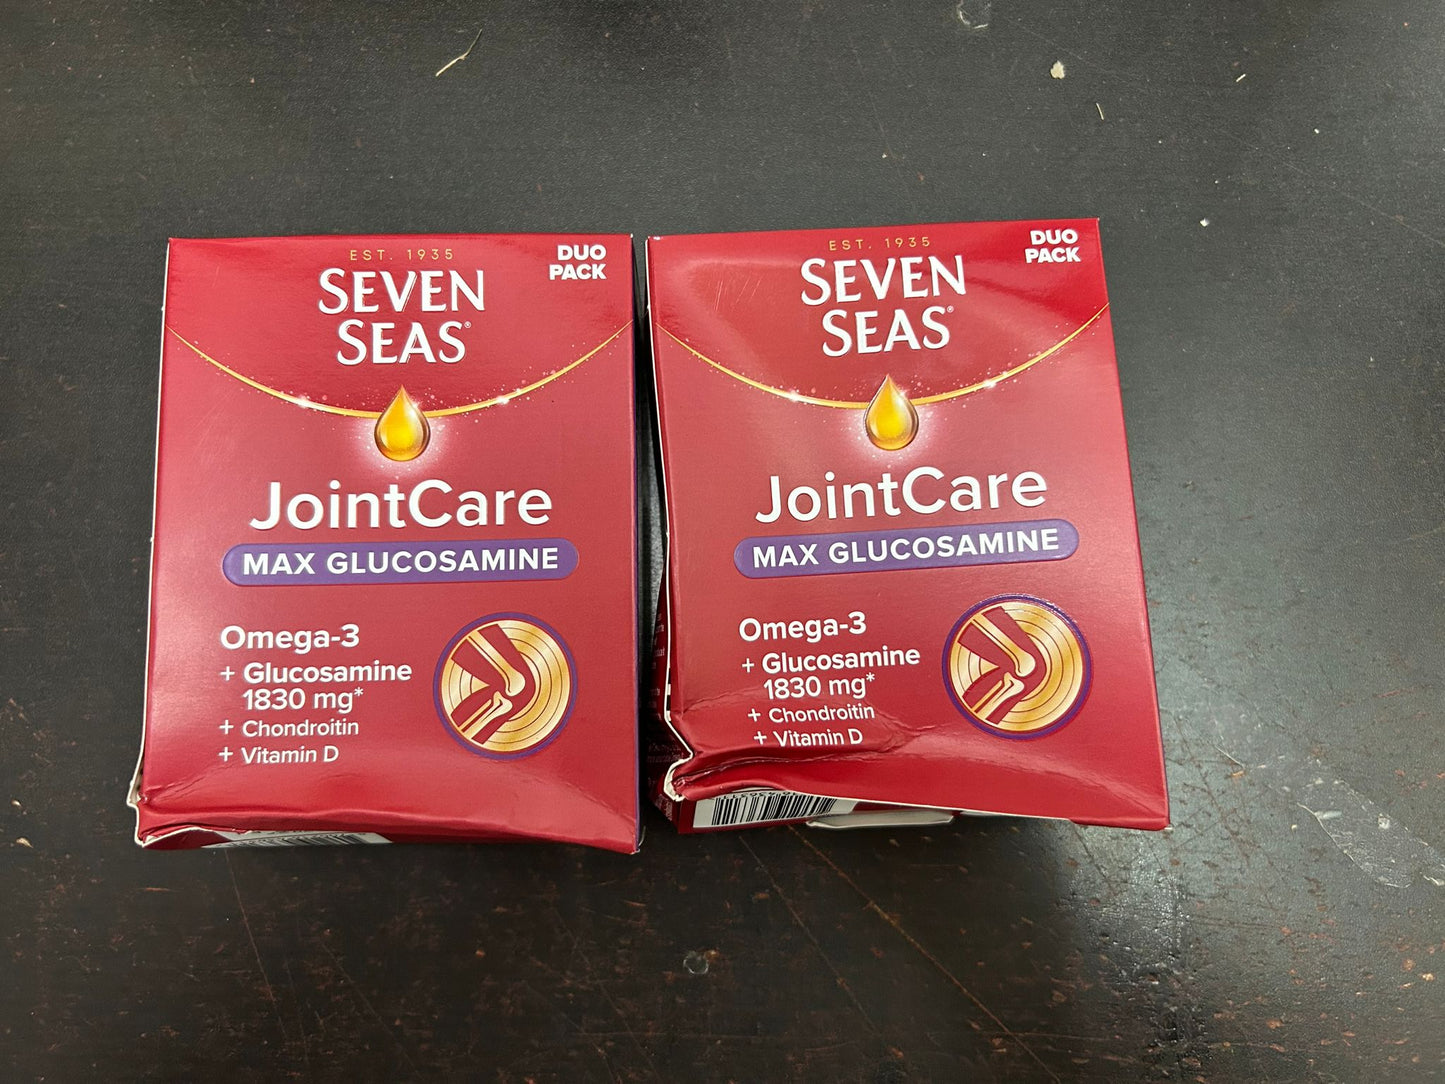 EST. 1935
SEVEN
SEAS®
DUO
PACK
JointCare
MAX GLUCOSAMINE
Omega-3
+ Glucosamine
1830 mg*
+ Chondroitin
+ Vitamin D
EST. 1935
SEVEN
SEAS®
DUO
PACK
JointCare
MAX GLUCOSAMINE
Omega-3
+ Glucosamine
1830 mg*
+ Chondroitin
+ Vitamin D